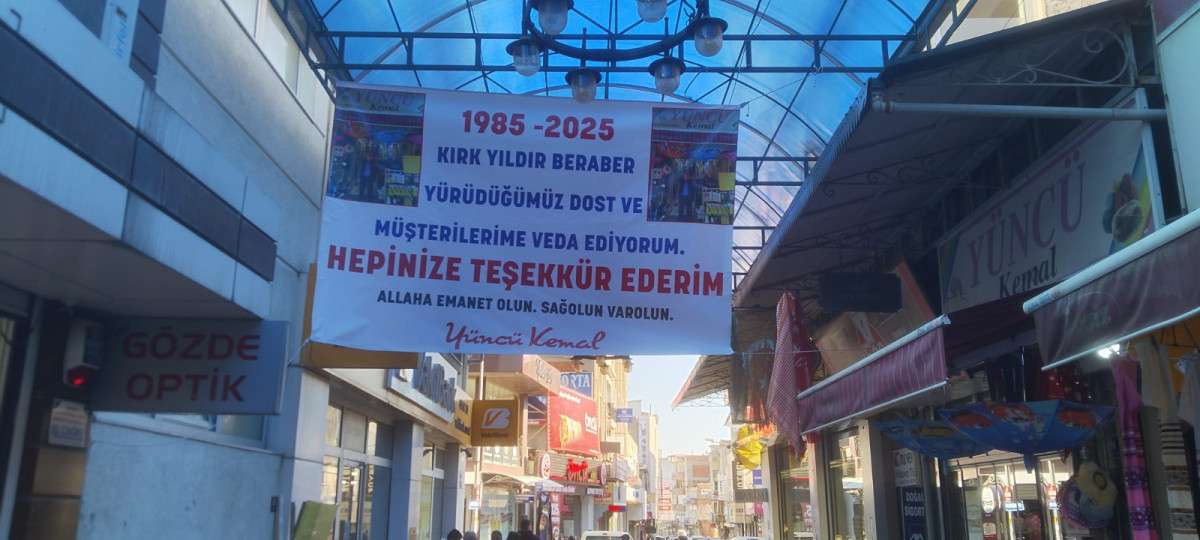 1985 -2025
KIRK YILDIR BERABER
YÜRÜDÜĞÜMÜZ DOST VE
MÜŞTERİLERİME VEDA EDİYORUM.
HEPİNİZE TEŞEKKÜR EDERİM
ALLAHA EMANET OLUN. SAĞOLUN VAROLUN.
Yüncü Kemal
YÜNCÜ
Kemal
YÜNCÜ
Kemal
GÖZDE
OPTİK
YÜNCÜ
Kemal